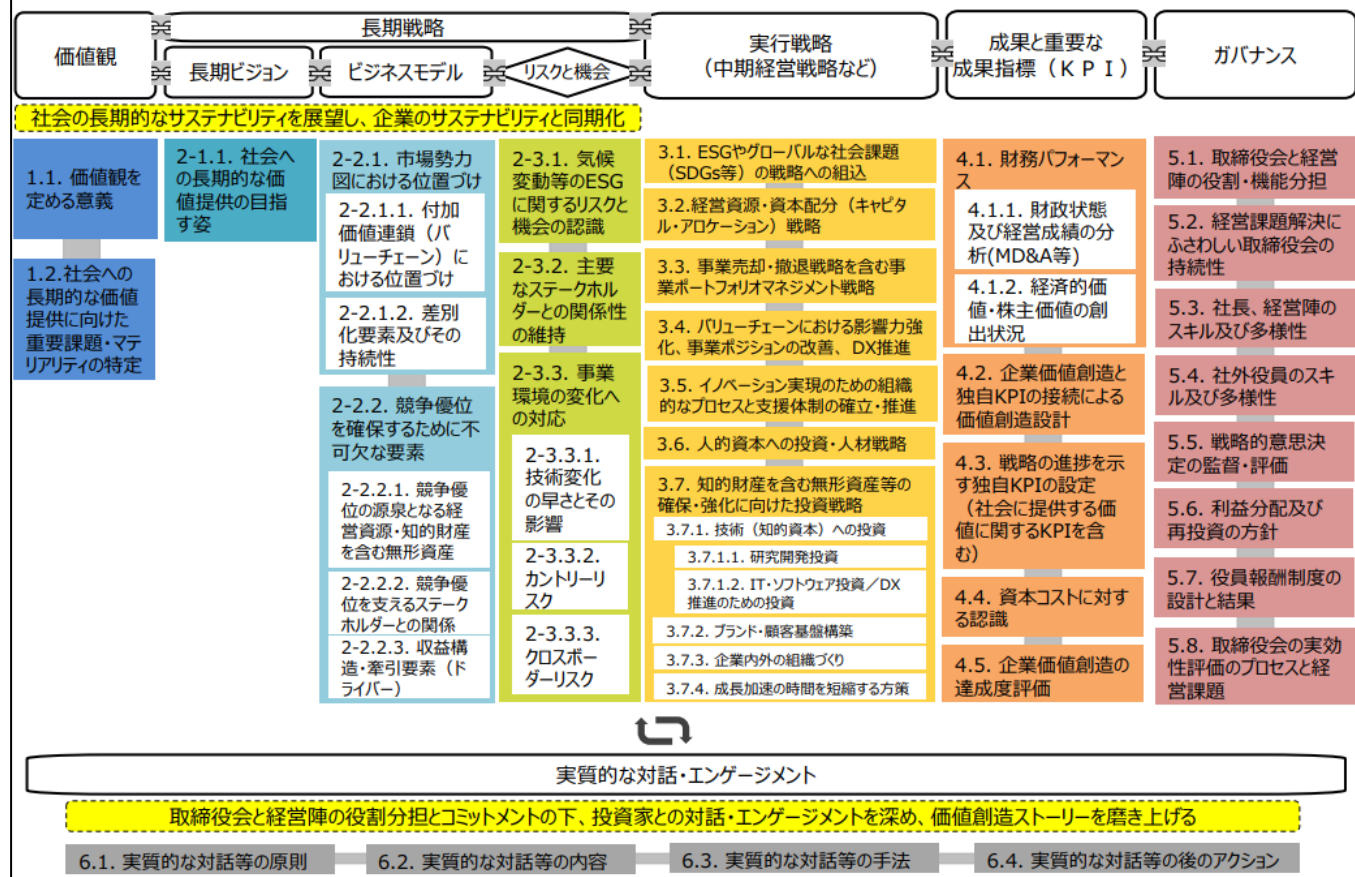 価値観
長期戦略
長期ビジョン
ビジネスモデル
リスクと機会
実行戦略
(中期経営戦略など)
成果と重要な
成果指標(KPI)
ガバナンス
社会の長期的なサステナビリティを展望し、企業のサステナビリティと同期化
1.1. 価値観を
定める意義
1.2.社会への
長期的な価値
提供に向けた
重要課題・マテ
リアリティの特定
2-1.1. 社会へ
の長期的な価
値提供の目指
す姿
2-2.1. 市場勢力
図における位置づけ
2-2.1.1. 付加
価値連鎖(バ
リューチェーン)に
おける位置づけ
2-2.1.2. 差別
化要素及びその
持続性
2-2.2. 競争優位
を確保するために不
可欠な要素
2-2.2.1. 競争優
位の源泉となる経
営資源・知的財産
を含む無形資産
2-2.2.2. 競争優
位を支えるステーク
ホルダーとの関係
2-2.2.3. 収益構
造・牽引要素(ド
ライバー)
2-3.1. 気候
変動等のESG
に関するリスクと
機会の認識
2-3.2. 主要
なステークホル
ダーとの関係性
の維持
2-3.3. 事業
環境の変化へ
の対応
2-3.3.1.
技術変化
の早さとその
影響
2-3.3.2.
カントリーリ
スク
2-3.3.3.
クロスボー
ダーリスク
3.1. ESGやグローバルな社会課題
(SDGs等)の戦略への組込
3.2.経営資源・資本配分(キャピタ
ル・アロケーション)戦略
3.3. 事業売却・撤退戦略を含む事
業ポートフォリオマネジメント戦略
3.4. バリューチェーンにおける影響力強
化、事業ポジションの改善、DX推進
3.5. イノベーション実現のための組織
的なプロセスと支援体制の確立・推進
3.6. 人的資本への投資・人材戦略
3.7. 知的財産を含む無形資産等の
確保・強化に向けた投資戦略
3.7.1. 技術(知的資本)への投資
3.7.1.1. 研究開発投資
3.7.1.2. IT・ソフトウェア投資/DX
推進のための投資
3.7.2. ブランド・顧客基盤構築
3.7.3. 企業内外の組織づくり
3.7.4. 成長加速の時間を短縮する方策
4.1. 財務パフォーマン
ス
4.1.1. 財政状態
及び経営成績の分
析(MD&A等)
4.1.2. 経済的価
値・株主価値の創
出状況
4.2. 企業価値創造と
独自KPIの接続による
価値創造設計
4.3. 戦略の進捗を示
す独自KPIの設定
(社会に提供する価
値に関するKPIを含
む)
4.4. 資本コストに対す
る認識
4.5. 企業価値創造の
達成度評価
5.1. 取締役会と経営
陣の役割・機能分担
5.2. 経営課題解決に
ふさわしい取締役会の
持続性
5.3. 社長、経営陣の
スキル及び多様性
5.4. 社外役員のスキ
ル及び多様性
5.5. 戦略的意思決
定の監督・評価
5.6. 利益分配及び
再投資の方針
5.7. 役員報酬制度の
設計と結果
5.8. 取締役会の実効
性評価のプロセスと経
営課題
実質的な対話・エンゲージメント
取締役会と経営陣の役割分担とコミットメントの下、投資家との対話・エンゲージメントを深め、価値創造ストーリーを磨き上げる
6.1. 実質的な対話等の原則
6.2. 実質的な対話等の内容
6.3. 実質的な対話等の手法
6.4. 実質的な対話等の後のアクション